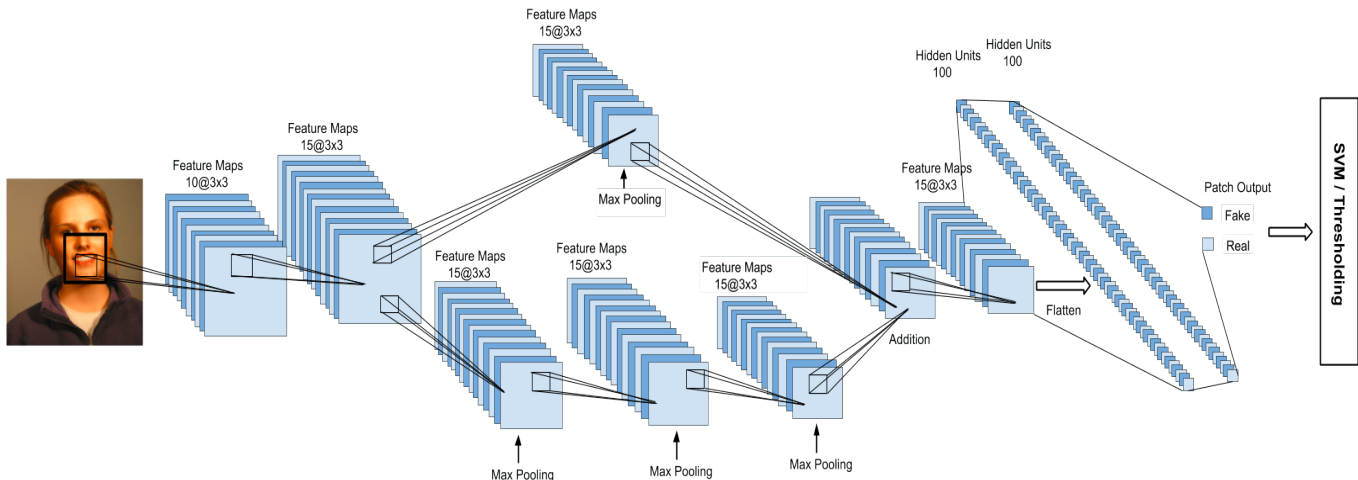 Feature Maps
10@3x3
Feature Maps
15@3x3
Feature Maps
15@3x3
Max Pooling
Feature Maps
15@3x3
Max Pooling
Feature Maps
15@3x3
Max Pooling
Feature Maps
15@3x3
Max Pooling
Addition
Feature Maps
15@3x3
Flatten
Hidden Units
100
Hidden Units
100
Patch Output
Fake
Real
SVM / Thresholding